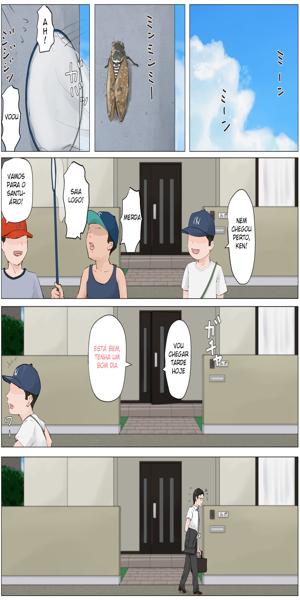 ミーン
ミーン
ミンミンミー
AH!
VOOU
NEM
CHEGOU
PERTO,
KEN!
MERDA
SAIA
LOGO!
VAMOS
PARA O
SANTU-
ÁRIO!
ガチャ
VOU
CHEGAR
TARDE
HOJE
ESTÁ BEM,
TENHA UM
BOM DIA